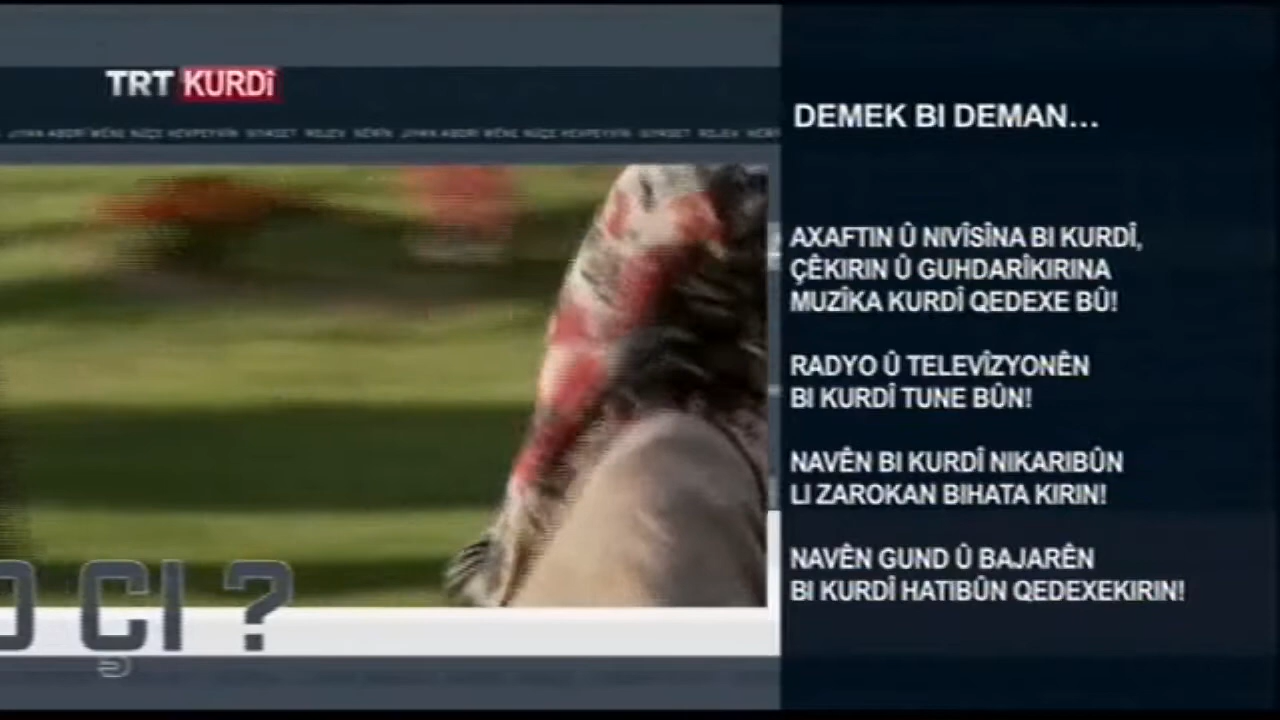 TRT KURDî
DEMEK BI DEMAN...
AXAFTIN Û NIVÎSÎNA BI KURDÎ,
ÇÊKIRIN Û GUHDARÎKIRINA
MUZÎKA KURDÎ QEDEXE BÛ!
RADYO Û TELEVÎZYONÊN
BI KURDÎ TUNE BÛN!
NAVÊN BI KURDÎ NIKARIBÛN
LI ZAROKAN BIHATA KIRIN!
NAVÊN GUND Û BAJARÊN
BI KURDÎ HATIBÛN QEDEXEKIRIN!
ÇI ?